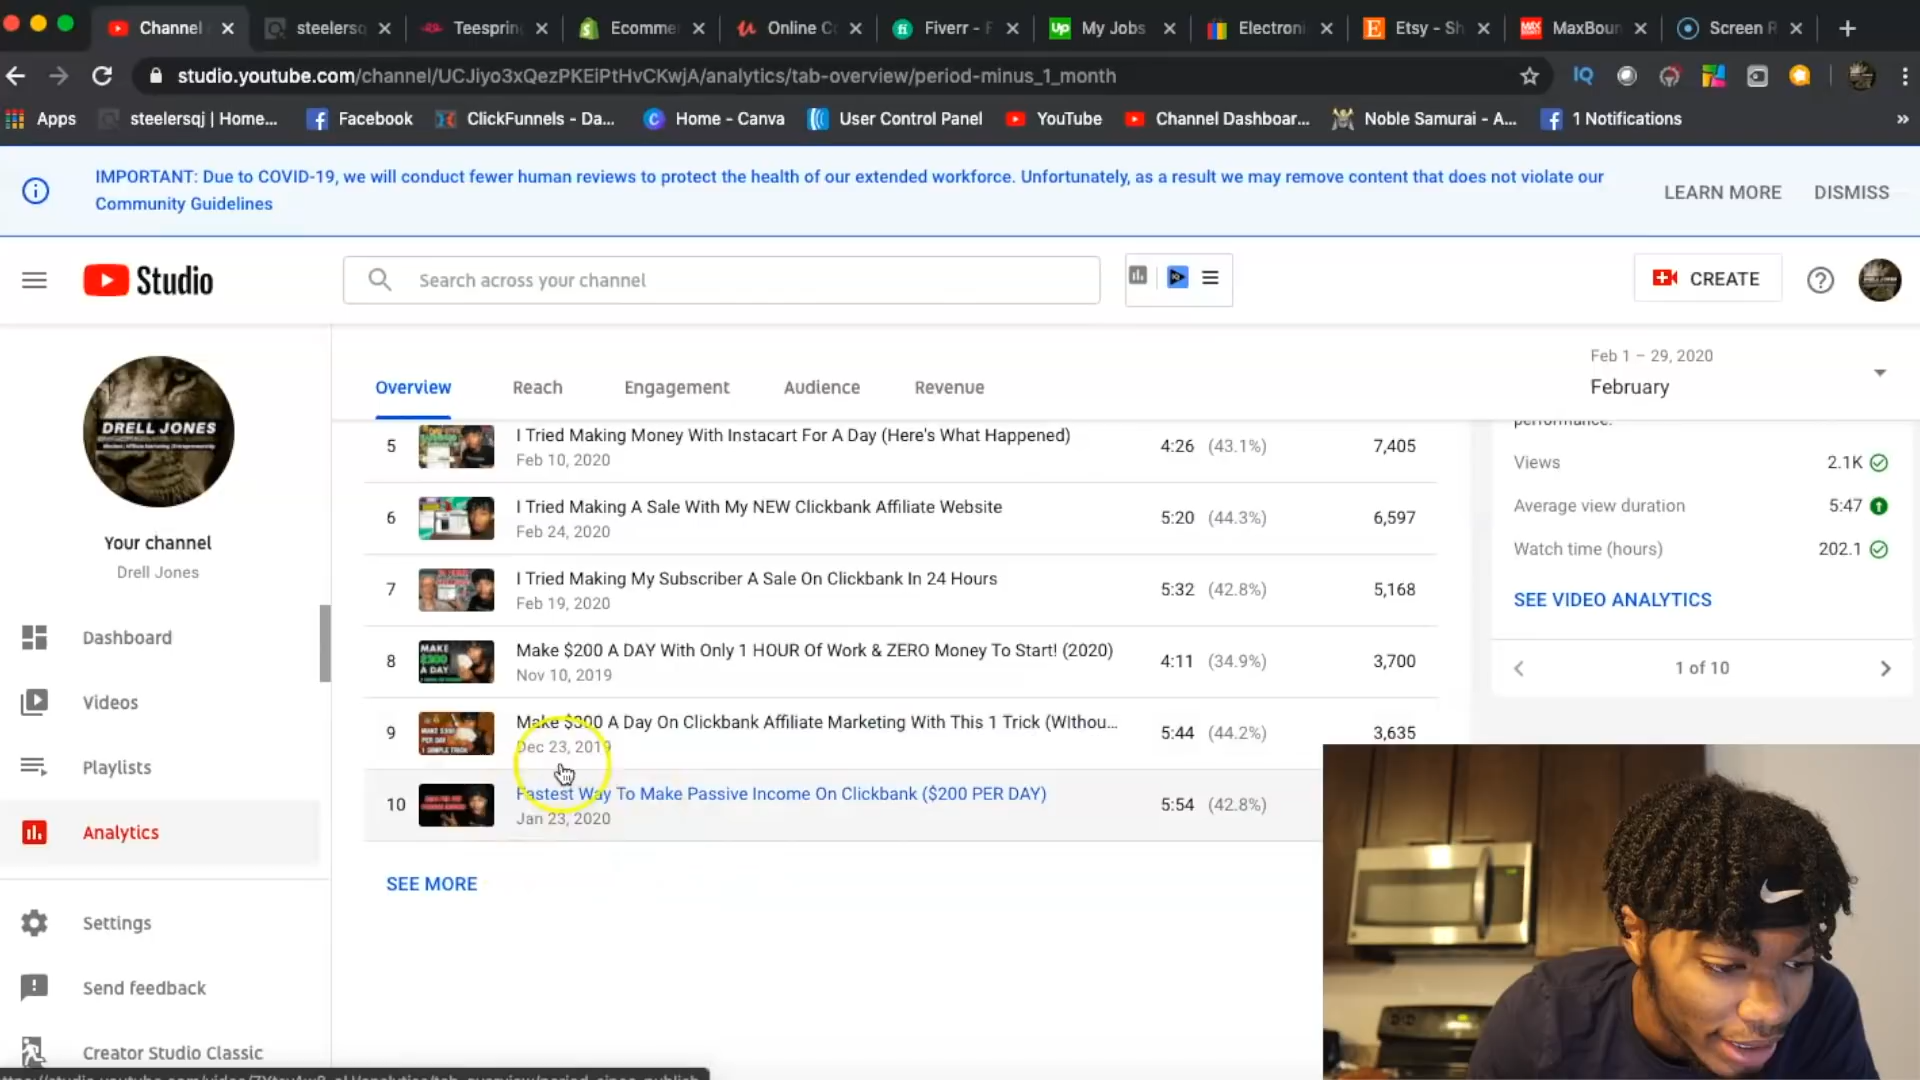 Channel
steelersq
Teesprin
Ecomme
Online C
Fiverr - F
My Jobs
Electroni
Etsy - Sh
MaxBoun
Screen R
studio.youtube.com/channel/UCJiyo3xQezPKEiPtHvCKwjA/analytics/tab-overview/period-minus_1_month
Apps
steelersqj | Home...
Facebook
ClickFunnels - Da...
Home - Canva
User Control Panel
YouTube
Channel Dashboar...
Noble Samurai - A...
1 Notifications
IMPORTANT: Due to COVID-19, we will conduct fewer human reviews to protect the health of our extended workforce. Unfortunately, as a result we may remove content that does not violate our
Community Guidelines
LEARN MORE
DISMISS
Studio
Search across your channel
CREATE
DRELL JONES
Your channel
Drell Jones
Dashboard
Videos
Playlists
Analytics
Settings
Send feedback
Creator Studio Classic
Overview
Reach
Engagement
Audience
Revenue
Feb 1 – 29, 2020
February
5 I Tried Making Money With Instacart For A Day (Here's What Happened) 4:26 (43.1%) 7,405
Feb 10, 2020
6 I Tried Making A Sale With My NEW Clickbank Affiliate Website 5:20 (44.3%) 6,597
Feb 24, 2020
7 I Tried Making My Subscriber A Sale On Clickbank In 24 Hours 5:32 (42.8%) 5,168
Feb 19, 2020
8 Make $200 A DAY With Only 1 HOUR Of Work & ZERO Money To Start! (2020) 4:11 (34.9%) 3,700
Nov 10, 2019
9 Make $300 A Day On Clickbank Affiliate Marketing With This 1 Trick (WIthou... 5:44 (44.2%) 3,635
Dec 23, 2019
10 Fastest Way To Make Passive Income On Clickbank ($200 PER DAY) 5:54 (42.8%)
Jan 23, 2020
SEE MORE
performance.
Views 2.1K
Average view duration 5:47
Watch time (hours) 202.1
SEE VIDEO ANALYTICS
1 of 10